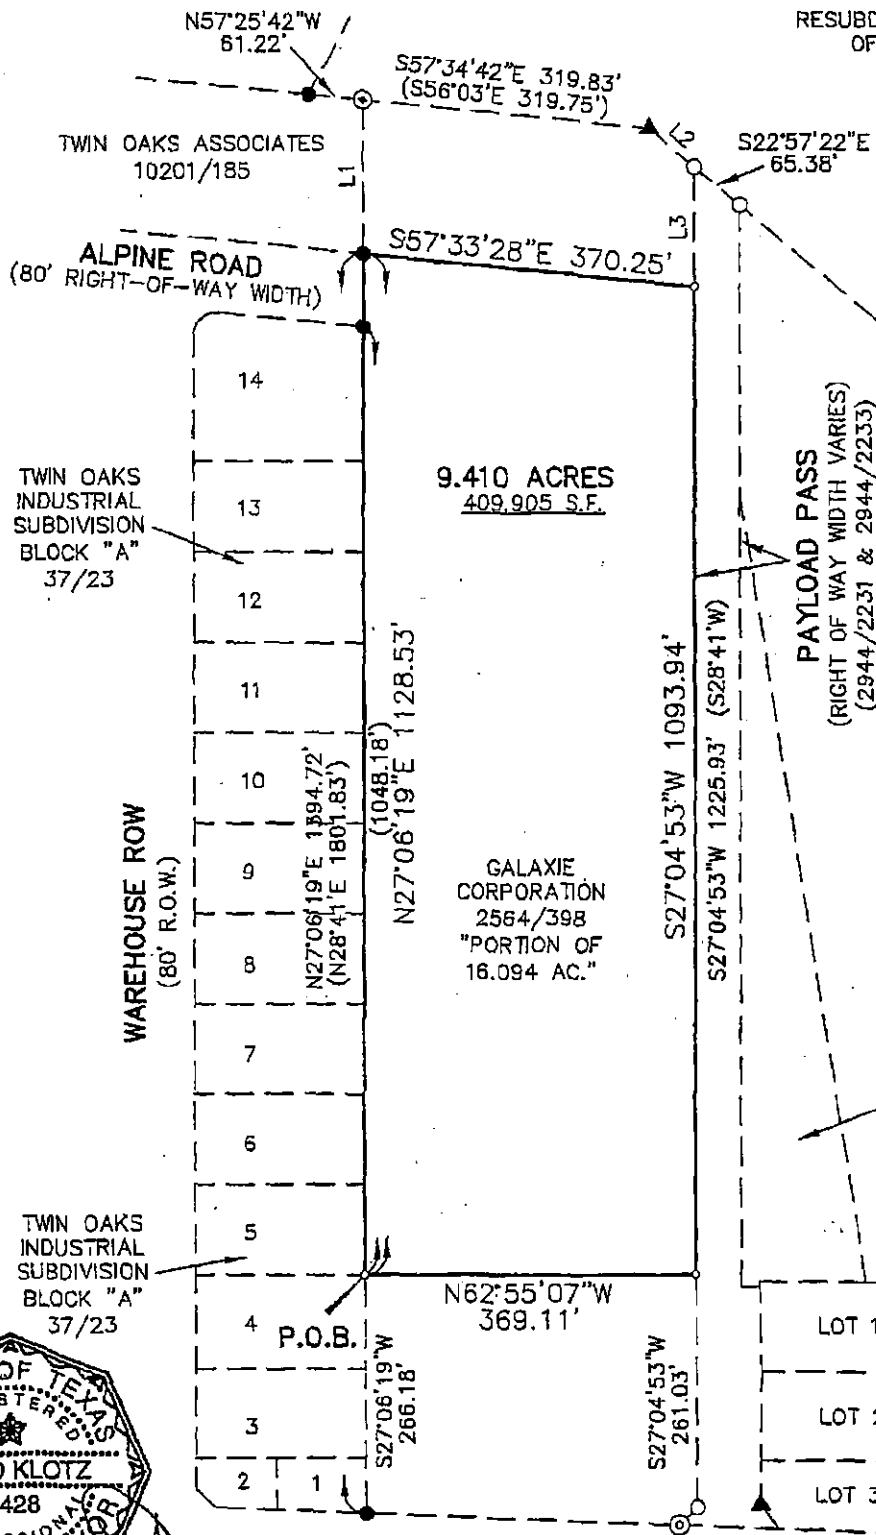 N57°25'42"W
61.22'
RESUBD
OF
S57°34'42"E 319.83'
(S56°03'E 319.75')
L2
S22°57'22"E
65.38'
TWIN OAKS ASSOCIATES
10201/185
L1
L3
ALPINE ROAD
(80' RIGHT-OF-WAY WIDTH)
S57°33'28"E 370.25'
14
13
12
11
10
9
8
7
6
5
4
3
2
1
TWIN OAKS
INDUSTRIAL
SUBDIVISION
BLOCK "A"
37/23
9.410 ACRES
409,905 S.F.
PAYLOAD PASS
(RIGHT OF WAY WIDTH VARIES)
(2944/2231 & 2944/2233)
WAREHOUSE ROW
(80' R.O.W.)
N27°06'19"E 1394.72'
(N28°41'E 1801.83')
(1048.18')
N27°06'19"E 1128.53'
S27°04'53"W 1093.94'
S27°04'53"W 1225.93' (S28°41'W)
GALAXIE
CORPORATION
2564/398
"PORTION OF
16.094 AC."
TWIN OAKS
INDUSTRIAL
SUBDIVISION
BLOCK "A"
37/23
P.O.B.
N62°55'07"W
369.11'
S27°06'19"W
266.18'
S27°04'53"W
261.03'
LOT 1
LOT 2
LOT 3
OF TEXAS
STERED
KLOTZ
428